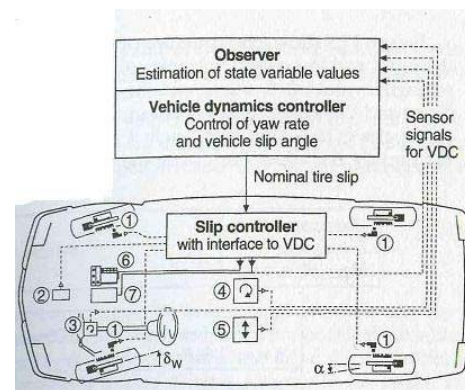 Observer
Estimation of state variable values
Vehicle dynamics controller
Control of yaw rate
and vehicle slip angle
Sensor
signals
for VDC
Nominal tire slip
Slip controller
with interface to VDC
①
①
⑥
②
⑦
④
③
①
⑤
①
δw
α
①